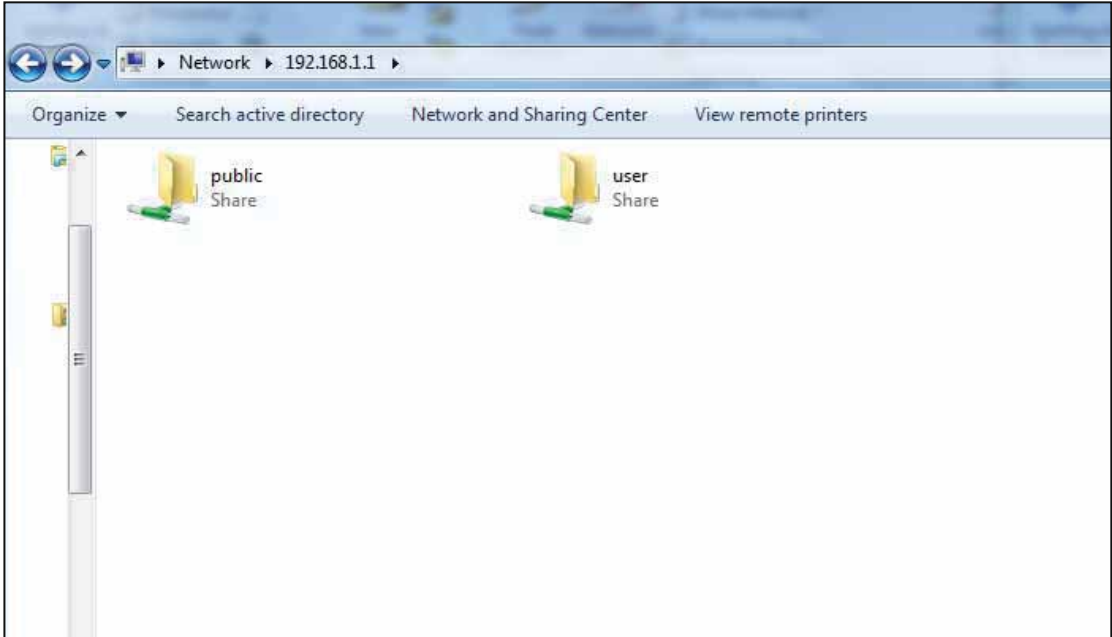 Network 192.168.1.1
Organize Search active directory Network and Sharing Center View remote printers
public user
Share Share